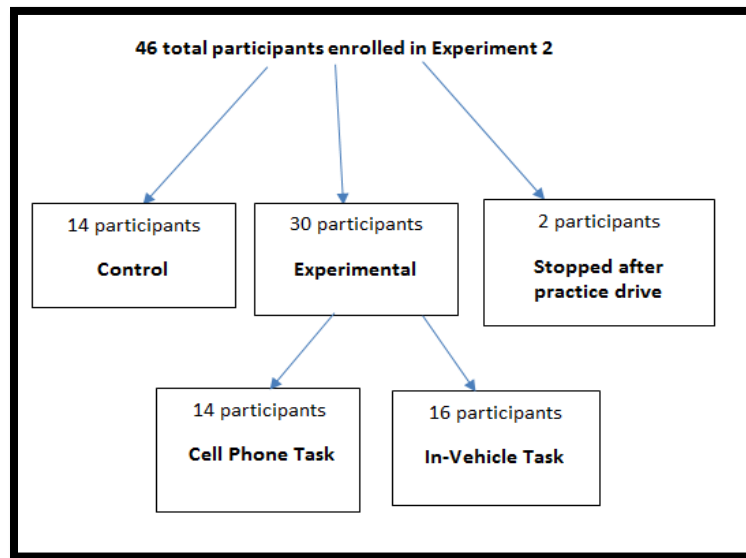 46 total participants enrolled in Experiment 2
14 participants
Control
30 participants
Experimental
2 participants
Stopped after
practice drive
14 participants
Cell Phone Task
16 participants
In-Vehicle Task